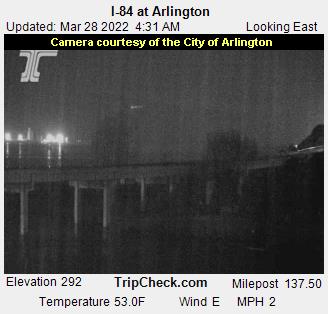 I-84 at Arlington
Updated: Mar 28 2022 4:31 AM Looking East
Camera courtesy of the City of Arlington
Elevation 292 TripCheck.com Milepost 137.50
Temperature 53.0F Wind E MPH 2